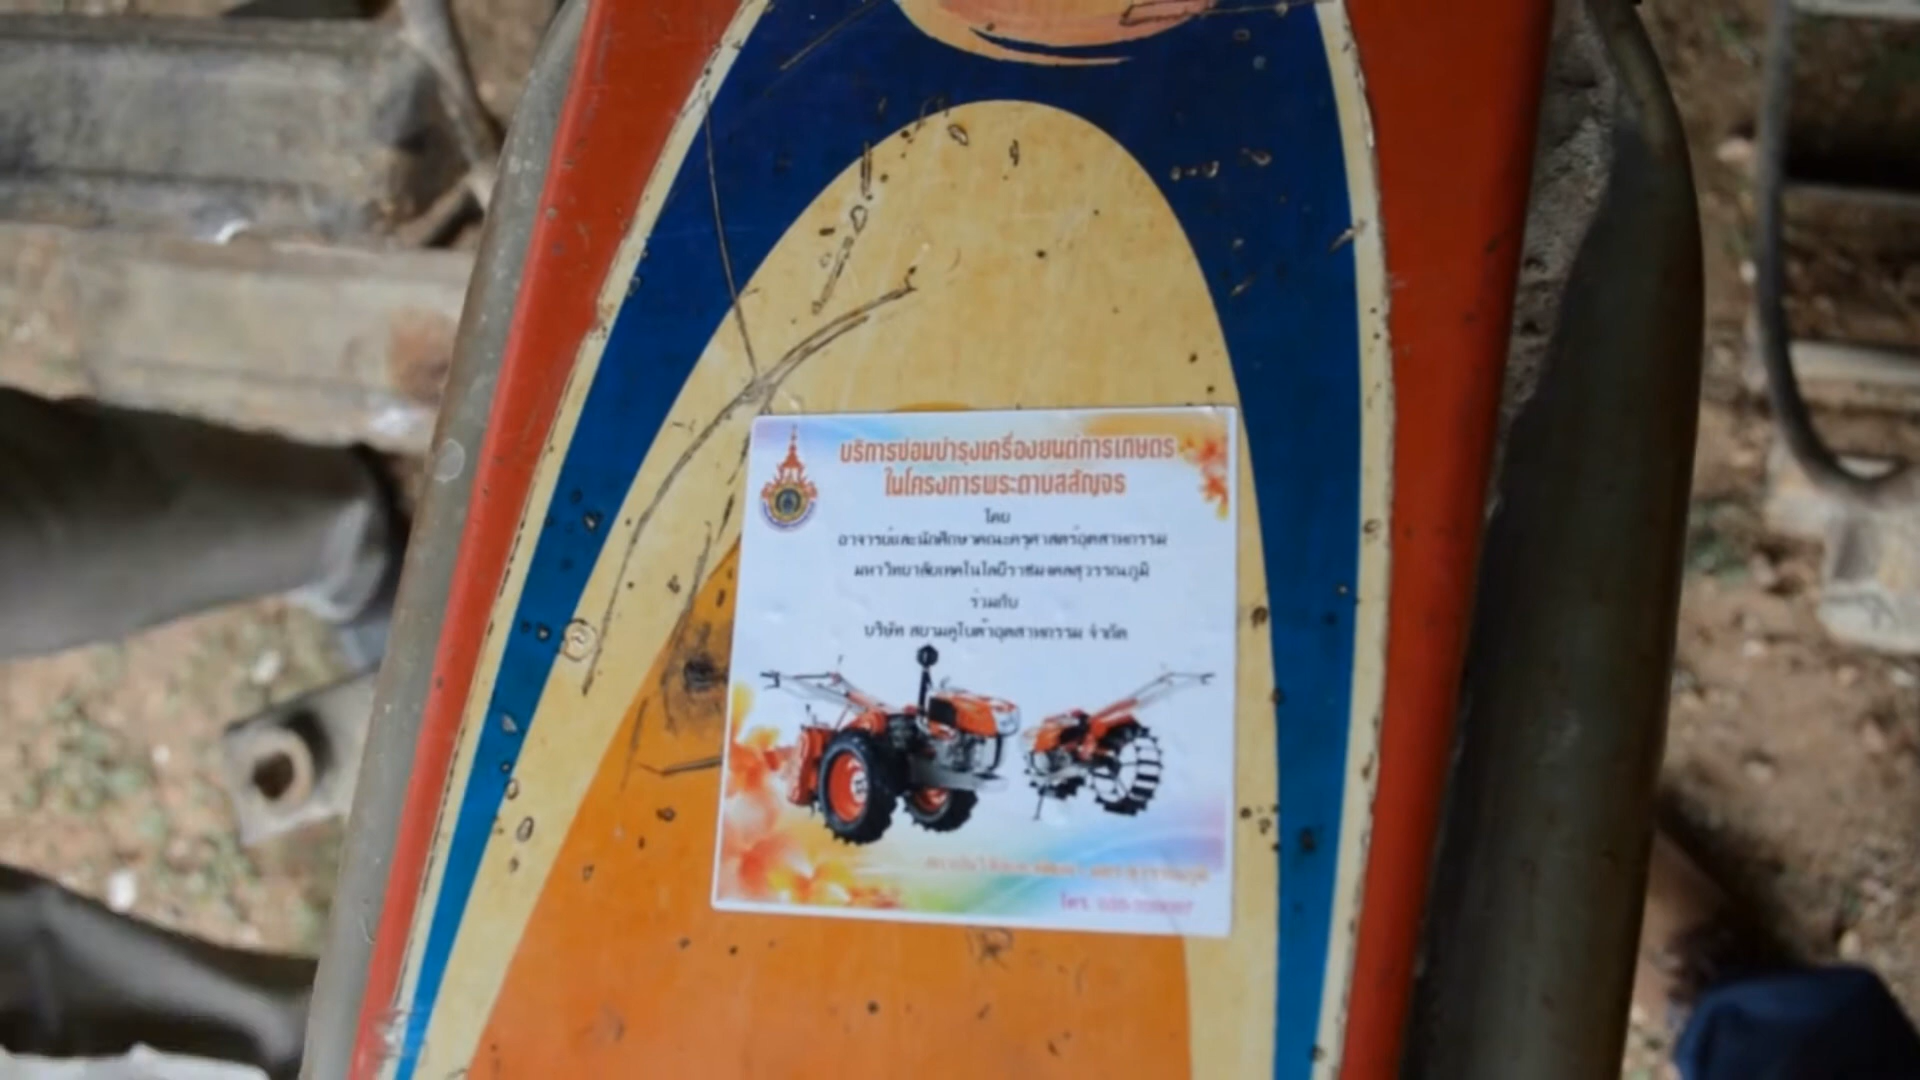 บริการซ่อมบำรุงเครื่องยนต์การเกษตร
ในโครงการพระดาบสสัญจร
โดย
อาจารย์และนักศึกษาคณะครุศาสตร์อุตสาหกรรม
มหาวิทยาลัยเทคโนโลยีราชมงคลสุวรรณภูมิ
ร่วมกับ
บริษัท สยามคูโบต้าอุตสาหกรรม จำกัด
โทร.